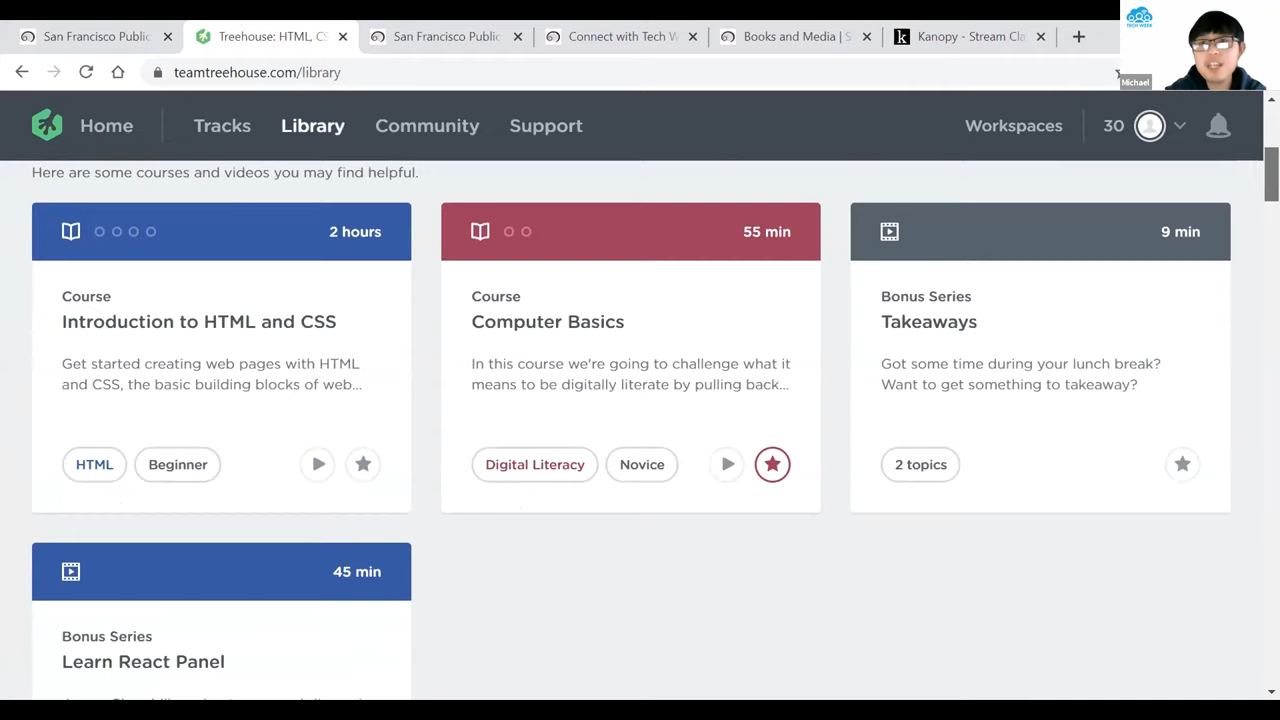 San Francisco Public
Treehouse: HTML, CS
San Francisco Public
Connect with Tech W
Books and Media | S
Kanopy - Stream Cla
TECH WEEK
teamtreehouse.com/library
Michael
Home
Tracks
Library
Community
Support
Workspaces
30
Here are some courses and videos you may find helpful.
2 hours
Course
Introduction to HTML and CSS
Get started creating web pages with HTML
and CSS, the basic building blocks of web...
HTML
Beginner
55 min
Course
Computer Basics
In this course we're going to challenge what it
means to be digitally literate by pulling back...
Digital Literacy
Novice
9 min
Bonus Series
Takeaways
Got some time during your lunch break?
Want to get something to takeaway?
2 topics
45 min
Bonus Series
Learn React Panel